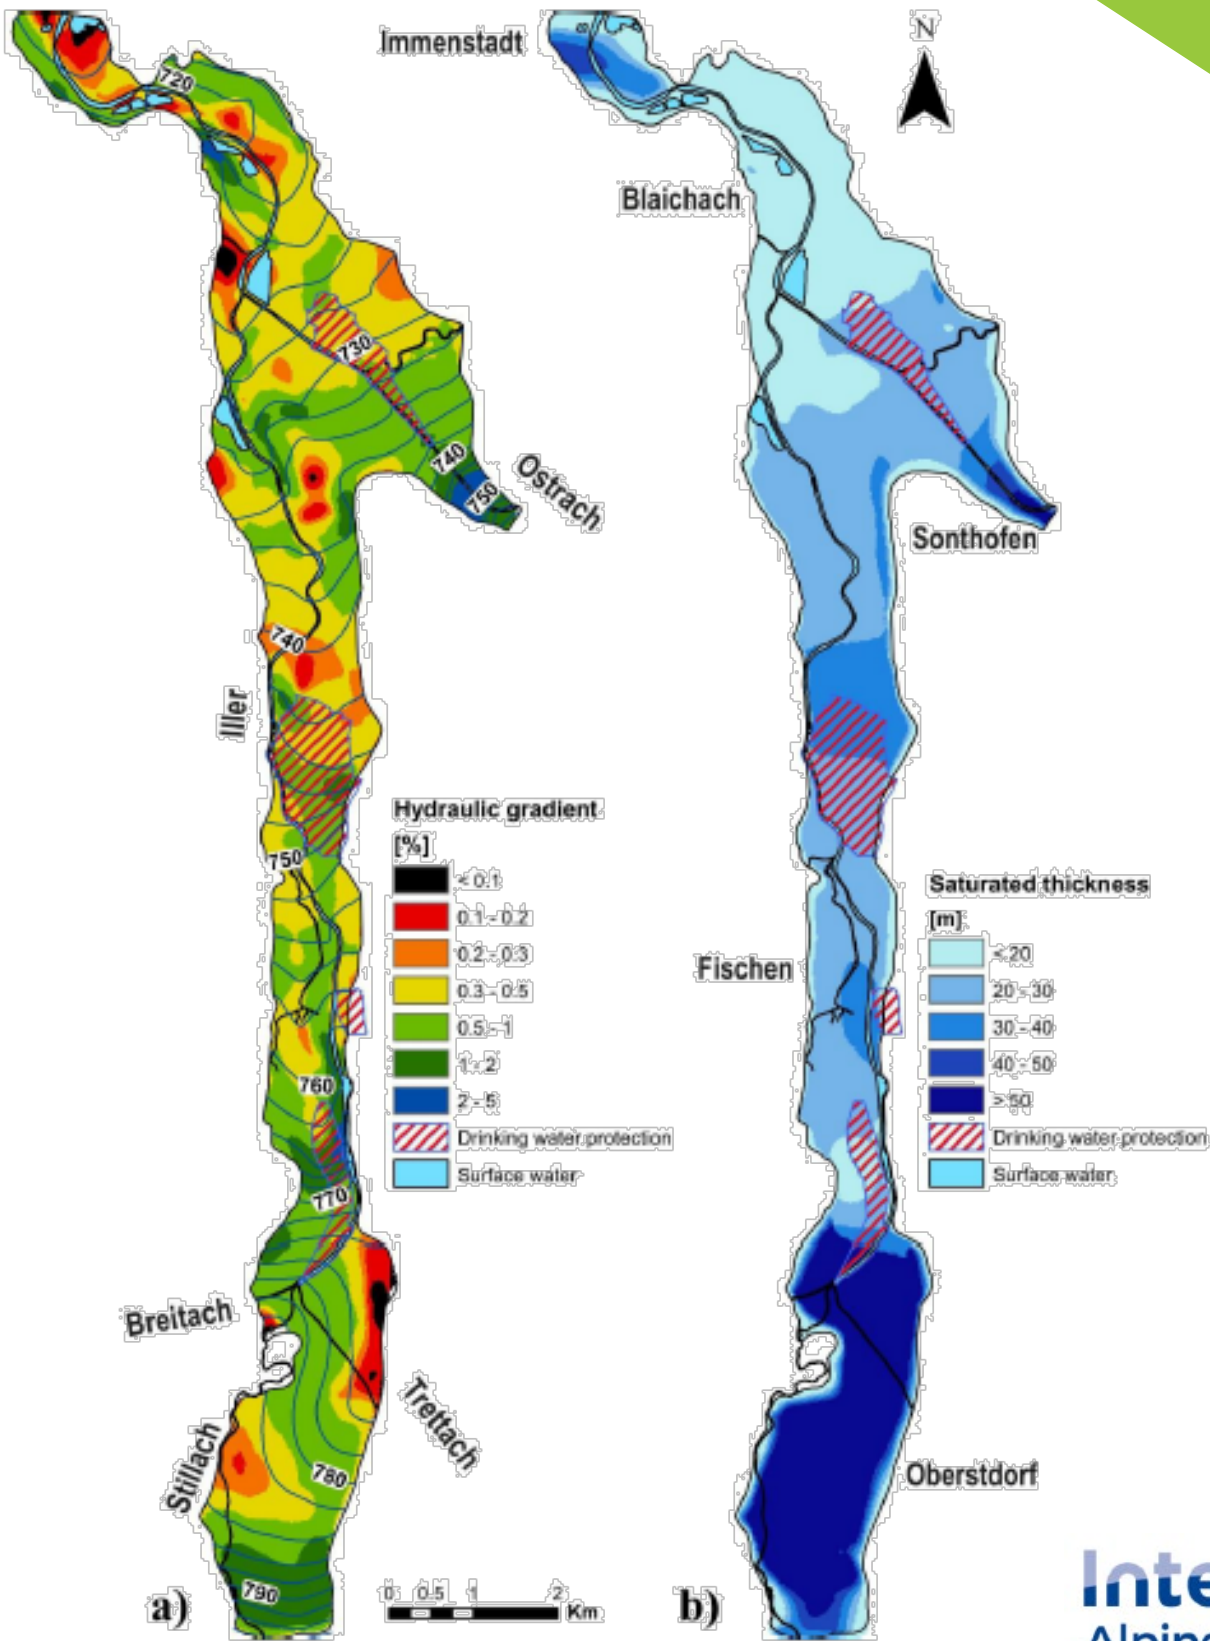 Immenstadt
N
720
Blaichach
730
740
750
Ostrach
Sonthofen
740
Iller
750
Hydraulic gradient
[%]
< 0.1
0.1 - 0.2
0.2 - 0.3
0.3 - 0.5
0.5 - 1
1 - 2
2 - 5
Drinking water protection
Surface water
Saturated thickness
[m]
< 20
20 - 30
30 - 40
40 - 50
> 50
Drinking water protection
Surface water
Fischen
760
770
Breitach
Trettach
Stillach
780
Oberstdorf
790
a)
0 0.5 1 2
Km
b)
Inte
Alpine